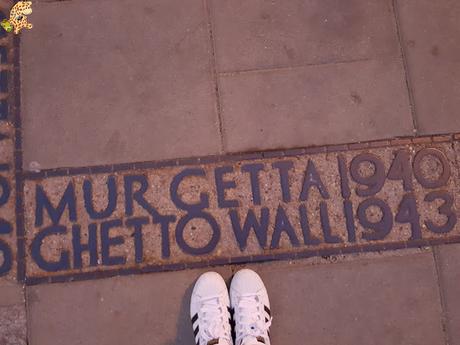 MUR GETTA 1940
GHETTO WALL 1943